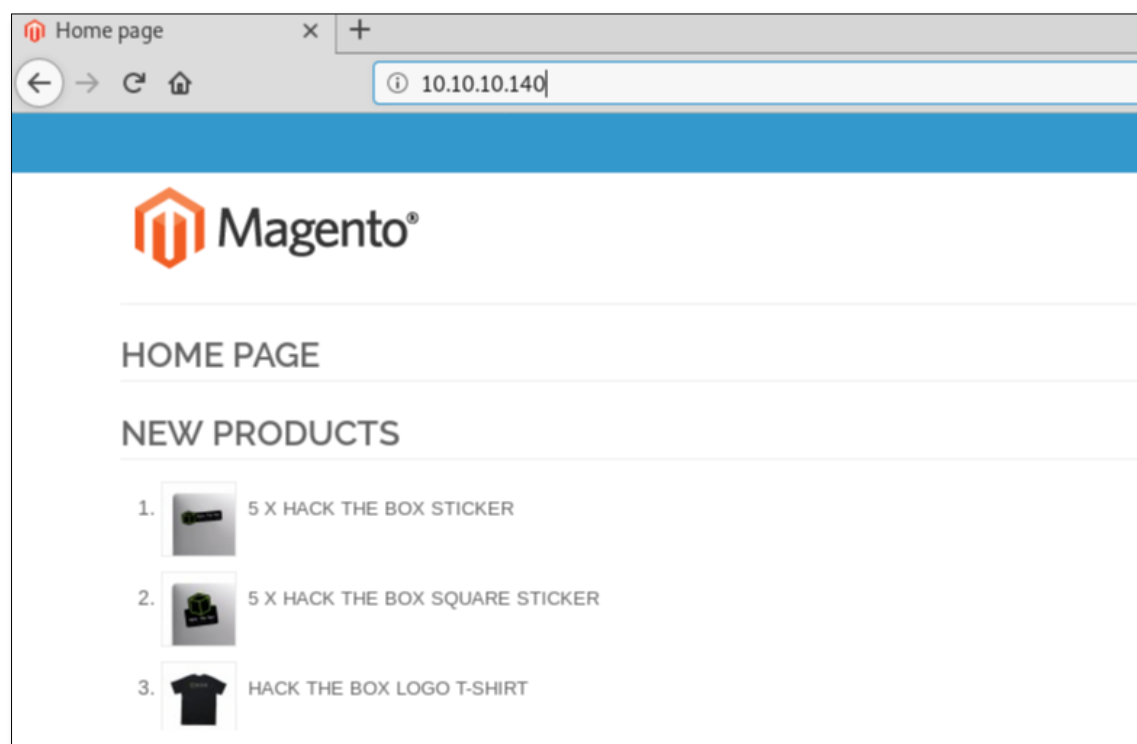 Home page
10.10.10.140
Magento®
HOME PAGE
NEW PRODUCTS
1. 5 X HACK THE BOX STICKER
2. 5 X HACK THE BOX SQUARE STICKER
3. HACK THE BOX LOGO T-SHIRT